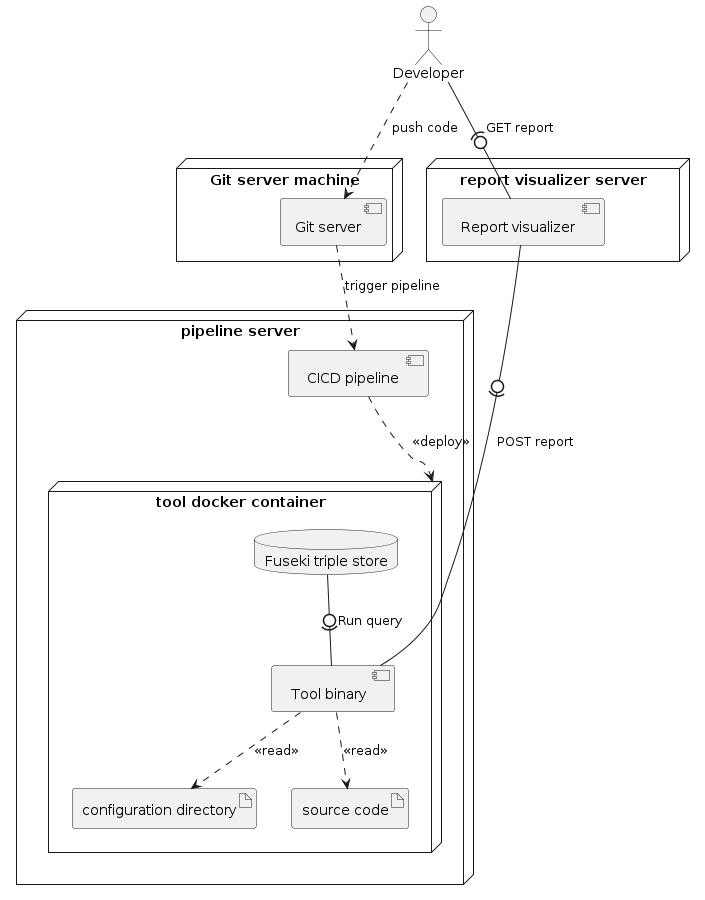 Developer
push code
GET report
Git server machine
report visualizer server
Git server
Report visualizer
trigger pipeline
pipeline server
CICD pipeline
«deploy»
POST report
tool docker container
Fuseki triple store
Run query
Tool binary
«read»
«read»
configuration directory
source code